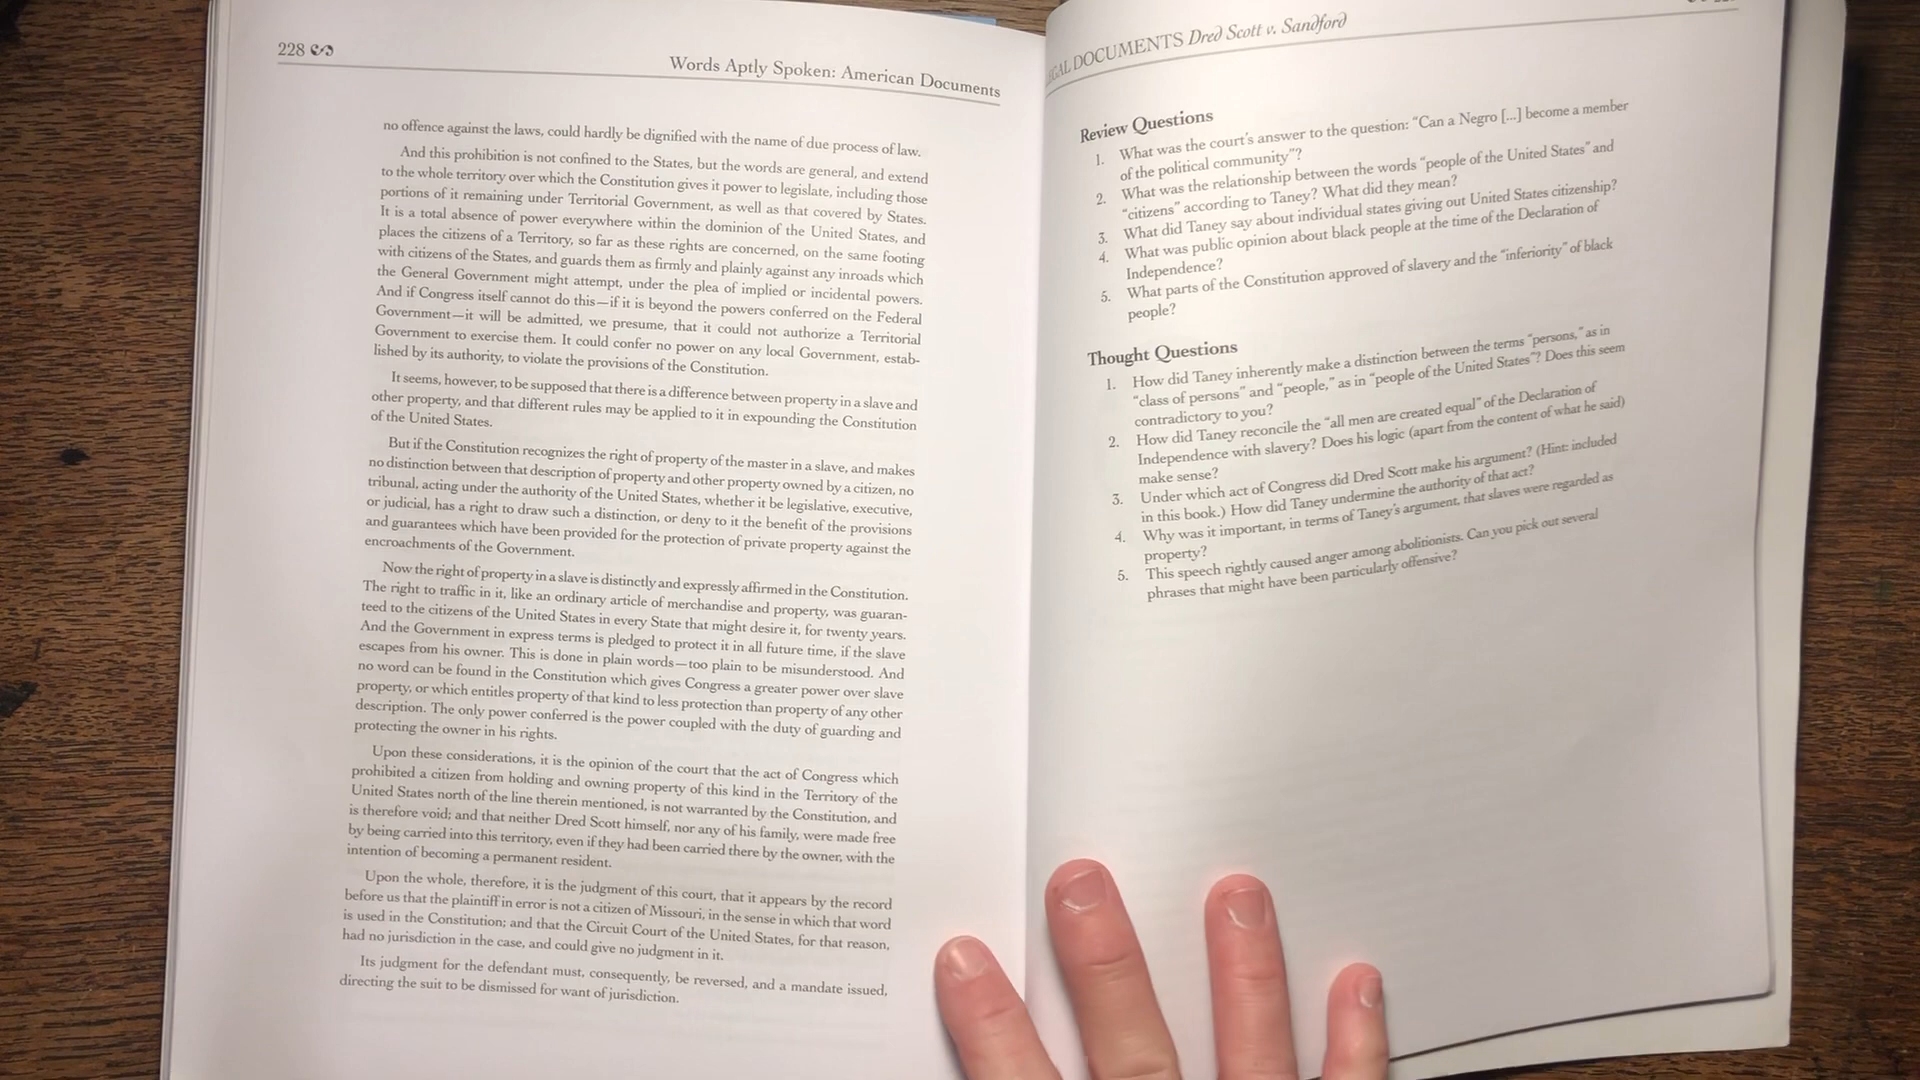 228
Words Aptly Spoken: American Documents
no offence against the laws, could hardly be dignified with the name of due process of law.
And this prohibition is not confined to the States, but the words are general, and extend
to the whole territory over which the Constitution gives it power to legislate, including those
portions of it remaining under Territorial Government, as well as that covered by States.
It is a total absence of power everywhere within the dominion of the United States, and
places the citizens of a Territory, so far as these rights are concerned, on the same footing
with citizens of the States, and guards them as firmly and plainly against any inroads which
the General Government might attempt, under the plea of implied or incidental powers.
And if Congress itself cannot do this—if it is beyond the powers conferred on the Federal
Government—it will be admitted, we presume, that it could not authorize a Territorial
Government to exercise them. It could confer no power on any local Government, estab-
lished by its authority, to violate the provisions of the Constitution.
It seems, however, to be supposed that there is a difference between property in a slave and
other property, and that different rules may be applied to it in expounding the Constitution
of the United States.
But if the Constitution recognizes the right of property of the master in a slave, and makes
no distinction between that description of property and other property owned by a citizen, no
tribunal, acting under the authority of the United States, whether it be legislative, executive,
or judicial, has a right to draw such a distinction, or deny to it the benefit of the provisions
and guarantees which have been provided for the protection of private property against the
encroachments of the Government.
Now the right of property in a slave is distinctly and expressly affirmed in the Constitution.
The right to traffic in it, like an ordinary article of merchandise and property, was guaran-
teed to the citizens of the United States in every State that might desire it, for twenty years.
And the Government in express terms is pledged to protect it in all future time, if the slave
escapes from his owner. This is done in plain words—too plain to be misunderstood. And
no word can be found in the Constitution which gives Congress a greater power over slave
property, or which entitles property of that kind to less protection than property of any other
description. The only power conferred is the power coupled with the duty of guarding and
protecting the owner in his rights.
Upon these considerations, it is the opinion of the court that the act of Congress which
prohibited a citizen from holding and owning property of this kind in the Territory of the
United States north of the line therein mentioned, is not warranted by the Constitution, and
is therefore void; and that neither Dred Scott himself, nor any of his family, were made free
by being carried into this territory, even if they had been carried there by the owner, with the
intention of becoming a permanent resident.
Upon the whole, therefore, it is the judgment of this court, that it appears by the record
before us that the plaintiff in error is not a citizen of Missouri, in the sense in which that word
is used in the Constitution; and that the Circuit Court of the United States, for that reason,
had no jurisdiction in the case, and could give no judgment in it.
Its judgment for the defendant must, consequently, be reversed, and a mandate issued,
directing the suit to be dismissed for want of jurisdiction.
DOCUMENTS Dred Scott v. Sandford
Review Questions
1. What was the court's answer to the question: "Can a Negro [...] become a member
of the political community"?
2. What was the relationship between the words "people of the United States" and
"citizens" according to Taney? What did they mean?
3. What did Taney say about individual states giving out United States citizenship?
4. What was public opinion about black people at the time of the Declaration of
Independence?
5. What parts of the Constitution approved of slavery and the "inferiority" of black
people?
Thought Questions
1. How did Taney inherently make a distinction between the terms "persons," as in
"class of persons" and "people," as in "people of the United States"? Does this seem
contradictory to you?
2. How did Taney reconcile the "all men are created equal" of the Declaration of
Independence with slavery? Does his logic (apart from the content of what he said)
make sense?
3. Under which act of Congress did Dred Scott make his argument? (Hint: included
in this book.) How did Taney undermine the authority of that act?
4. Why was it important, in terms of Taney's argument, that slaves were regarded as
property?
5. This speech rightly caused anger among abolitionists. Can you pick out several
phrases that might have been particularly offensive?